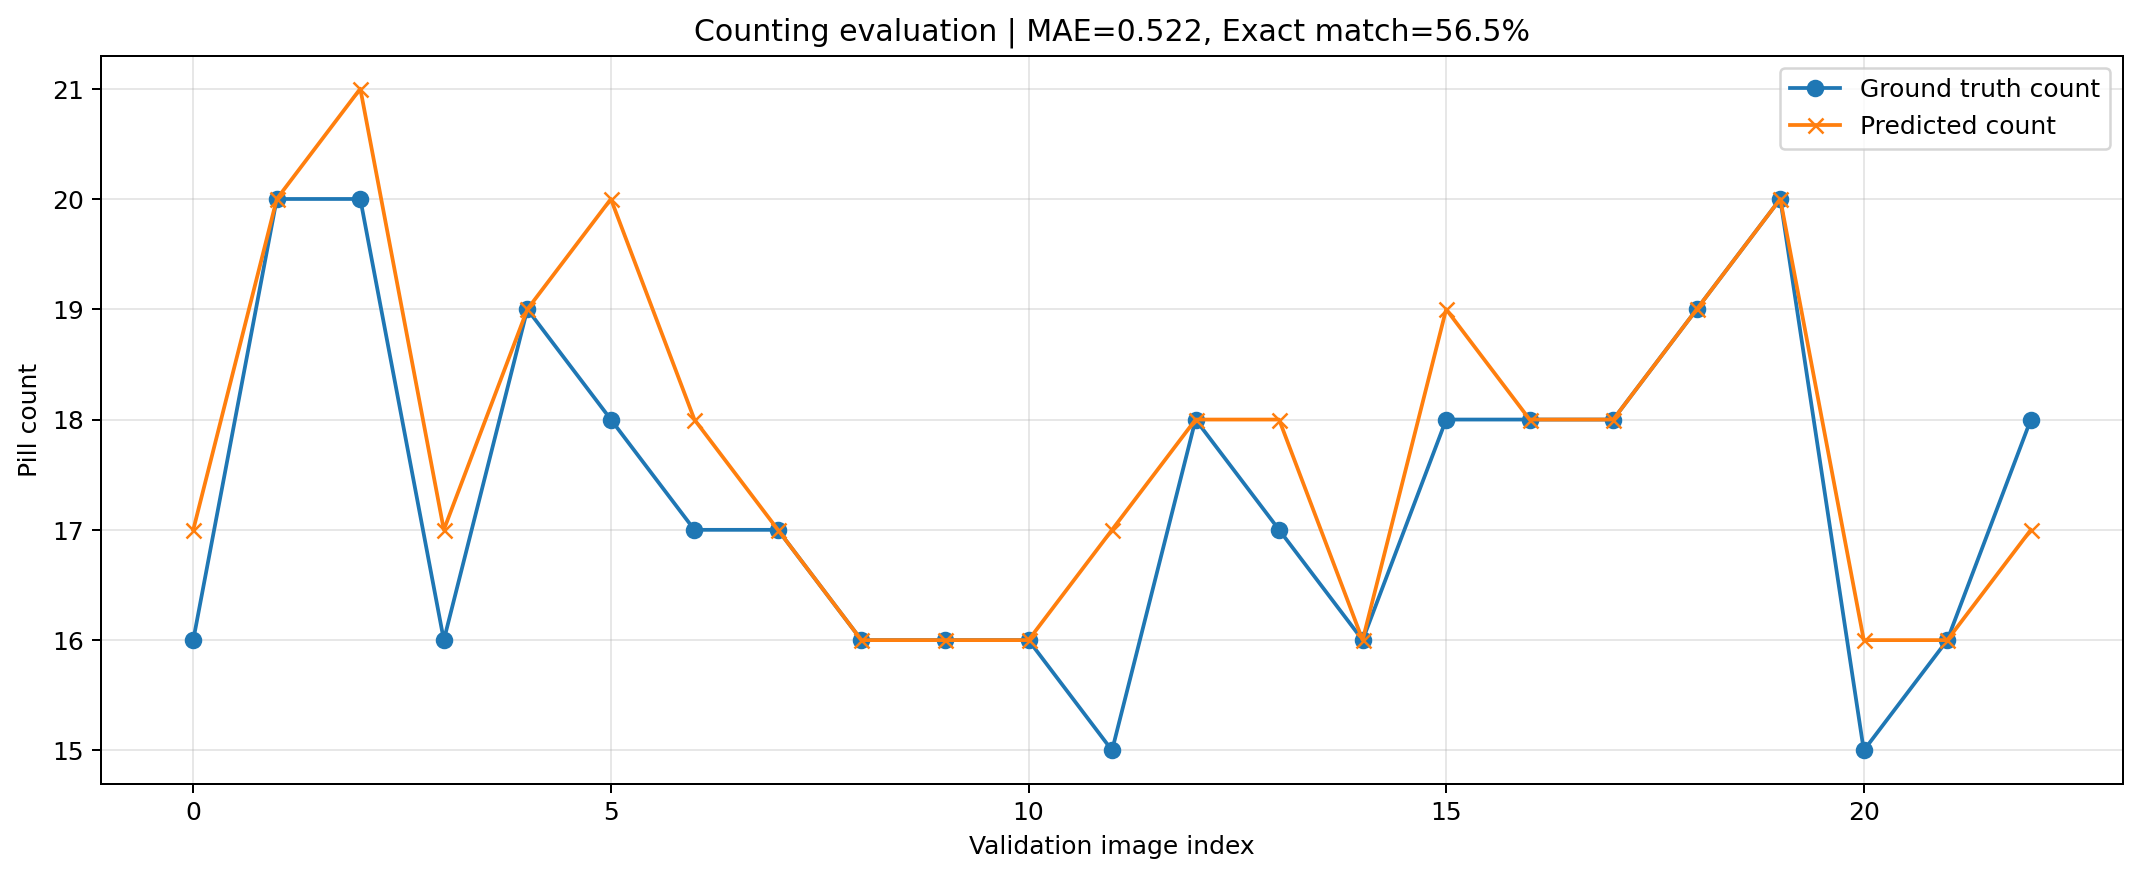 Counting evaluation | MAE=0.522, Exact match=56.5%
Ground truth count
Predicted count
21
20
19
18
17
16
15
Pill count
0 5 10 15 20
Validation image index